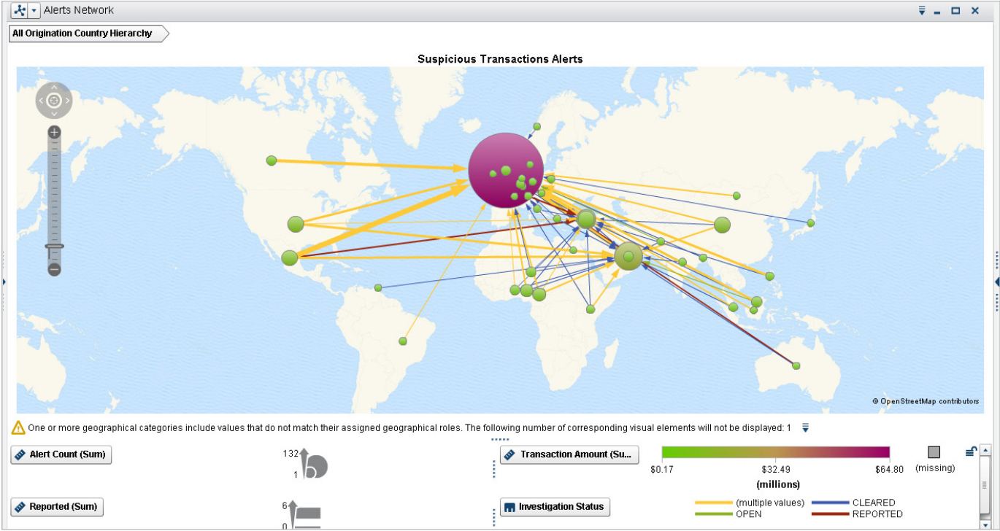 Alerts Network
All Origination Country Hierarchy
Suspicious Transactions Alerts
© OpenStreetMap contributors
One or more geographical categories include values that do not match their assigned geographical roles. The following number of corresponding visual elements will not be displayed: 1
Alert Count (Sum)
132
1
Transaction Amount (Su...
$0.17
$32.49
$64.80
(missing)
(millions)
Reported (Sum)
6
0
Investigation Status
(multiple values)
CLEARED
OPEN
REPORTED